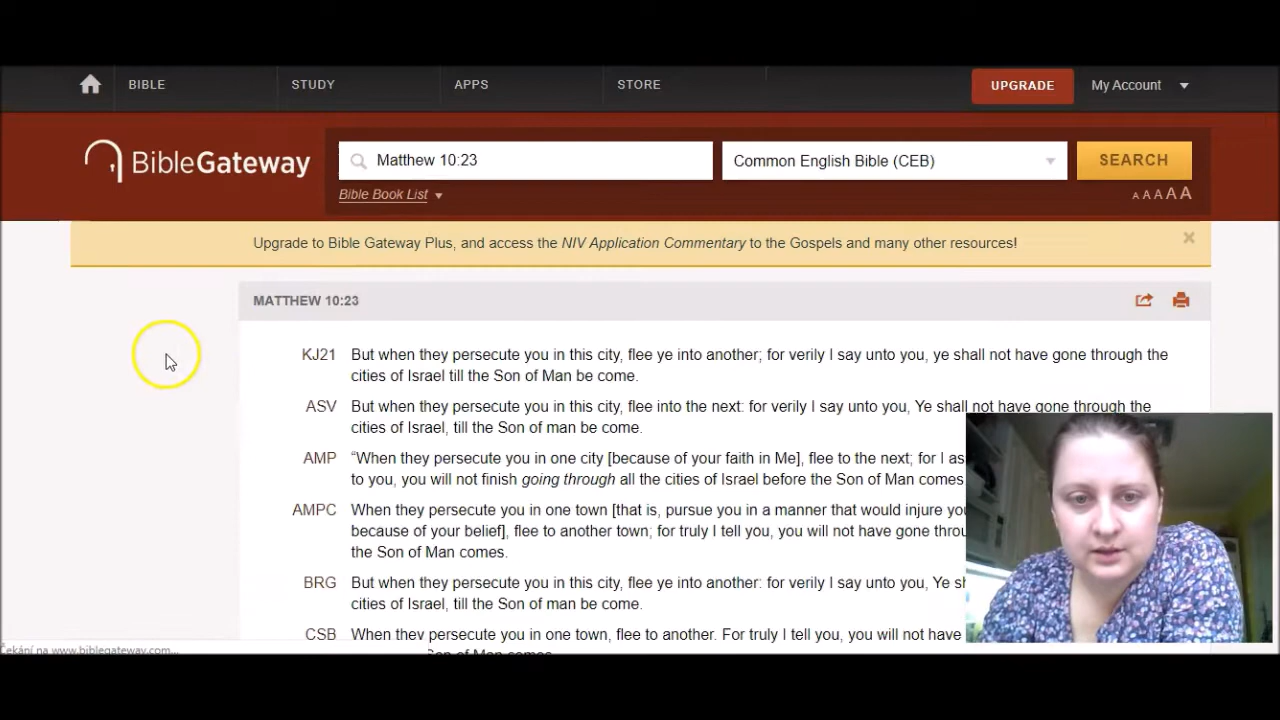 BIBLE STUDY APPS STORE UPGRADE My Account
BibleGateway Matthew 10:23 Common English Bible (CEB) SEARCH
Bible Book List A A A A A
Upgrade to Bible Gateway Plus, and access the NIV Application Commentary to the Gospels and many other resources!
MATTHEW 10:23
KJ21 But when they persecute you in this city, flee ye into another; for verily I say unto you, ye shall not have gone through the
cities of Israel till the Son of Man be come.
ASV But when they persecute you in this city, flee into the next: for verily I say unto you, Ye shall not have gone through the
cities of Israel, till the Son of man be come.
AMP “When they persecute you in one city [because of your faith in Me], flee to the next; for I as
to you, you will not finish going through all the cities of Israel before the Son of Man comes
AMPC When they persecute you in one town [that is, pursue you in a manner that would injure you
because of your belief], flee to another town; for truly I tell you, you will not have gone
the Son of Man comes.
BRG But when they persecute you in this city, flee ye into another: for verily I say unto you, Ye
cities of Israel, till the Son of man be come.
CSB When they persecute you in one town, flee to another. For truly I tell you, you will not have
Son of Man comes
Čekání na www.biblegateway.com...